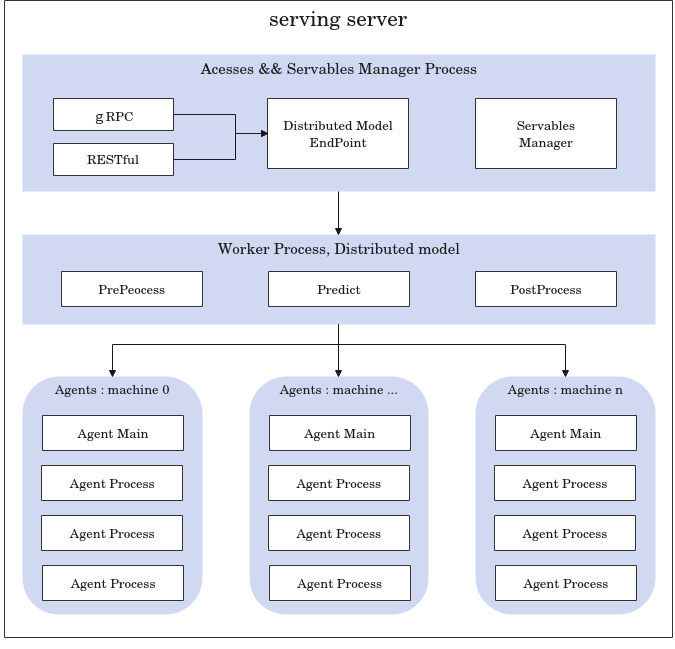 serving server
Acesses && Servables Manager Process
g RPC
RESTful
Distributed Model
EndPoint
Servables
Manager
Worker Process, Distributed model
PrePeocess
Predict
PostProcess
Agents : machine 0
Agent Main
Agent Process
Agent Process
Agent Process
Agents : machine ...
Agent Main
Agent Process
Agent Process
Agent Process
Agents : machine n
Agent Main
Agent Process
Agent Process
Agent Process